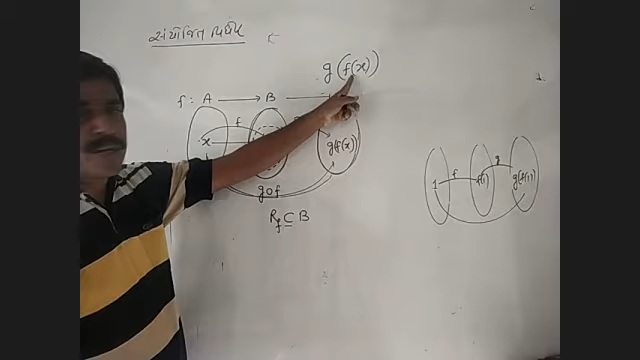 સંયોજિત વિધેય
g(f(x))
f : A → B →
f
x
g(f(x))
gof
R_f ⊆ B
f g
1 f(1) g(f(1))